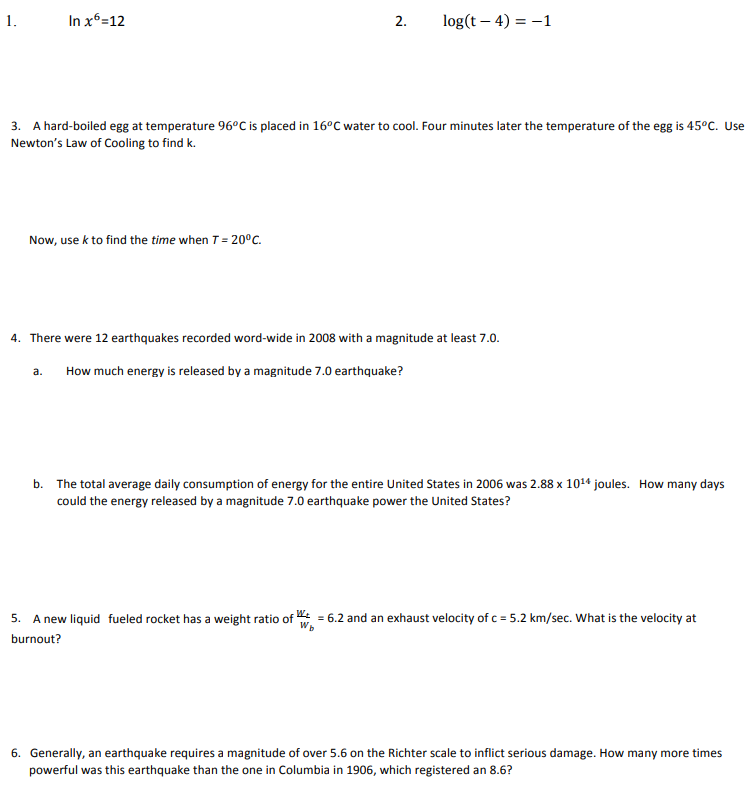 1. ln x⁶=12
2. log(t – 4) = −1
3. A hard-boiled egg at temperature 96ºC is placed in 16ºC water to cool. Four minutes later the temperature of the egg is 45ºC. Use
Newton's Law of Cooling to find k.
Now, use k to find the time when T = 20⁰C.
4. There were 12 earthquakes recorded word-wide in 2008 with a magnitude at least 7.0.
a. How much energy is released by a magnitude 7.0 earthquake?
b. The total average daily consumption of energy for the entire United States in 2006 was 2.88 x 10¹⁴ joules. How many days
could the energy released by a magnitude 7.0 earthquake power the United States?
5. A new liquid fueled rocket has a weight ratio of Wₜ/W_b = 6.2 and an exhaust velocity of c = 5.2 km/sec. What is the velocity at
burnout?
6. Generally, an earthquake requires a magnitude of over 5.6 on the Richter scale to inflict serious damage. How many more times
powerful was this earthquake than the one in Columbia in 1906, which registered an 8.6?